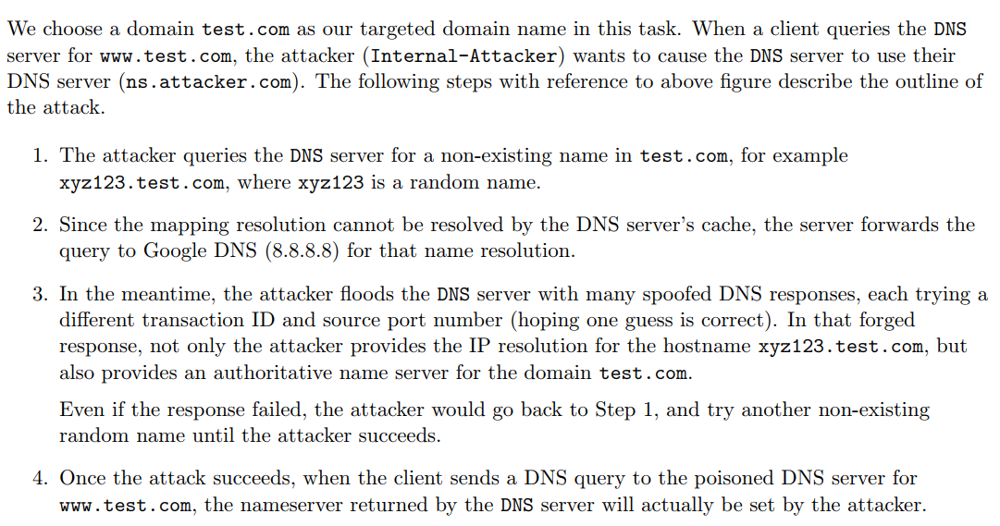 We choose a domain test.com as our targeted domain name in this task. When a client queries the DNS
server for www.test.com, the attacker (Internal-Attacker) wants to cause the DNS server to use their
DNS server (ns.attacker.com). The following steps with reference to above figure describe the outline of
the attack.
1. The attacker queries the DNS server for a non-existing name in test.com, for example
xyz123.test.com, where xyz123 is a random name.
2. Since the mapping resolution cannot be resolved by the DNS server's cache, the server forwards the
query to Google DNS (8.8.8.8) for that name resolution.
3. In the meantime, the attacker floods the DNS server with many spoofed DNS responses, each trying a
different transaction ID and source port number (hoping one guess is correct). In that forged
response, not only the attacker provides the IP resolution for the hostname xyz123.test.com, but
also provides an authoritative name server for the domain test.com.
Even if the response failed, the attacker would go back to Step 1, and try another non-existing
random name until the attacker succeeds.
4. Once the attack succeeds, when the client sends a DNS query to the poisoned DNS server for
www.test.com, the nameserver returned by the DNS server will actually be set by the attacker.